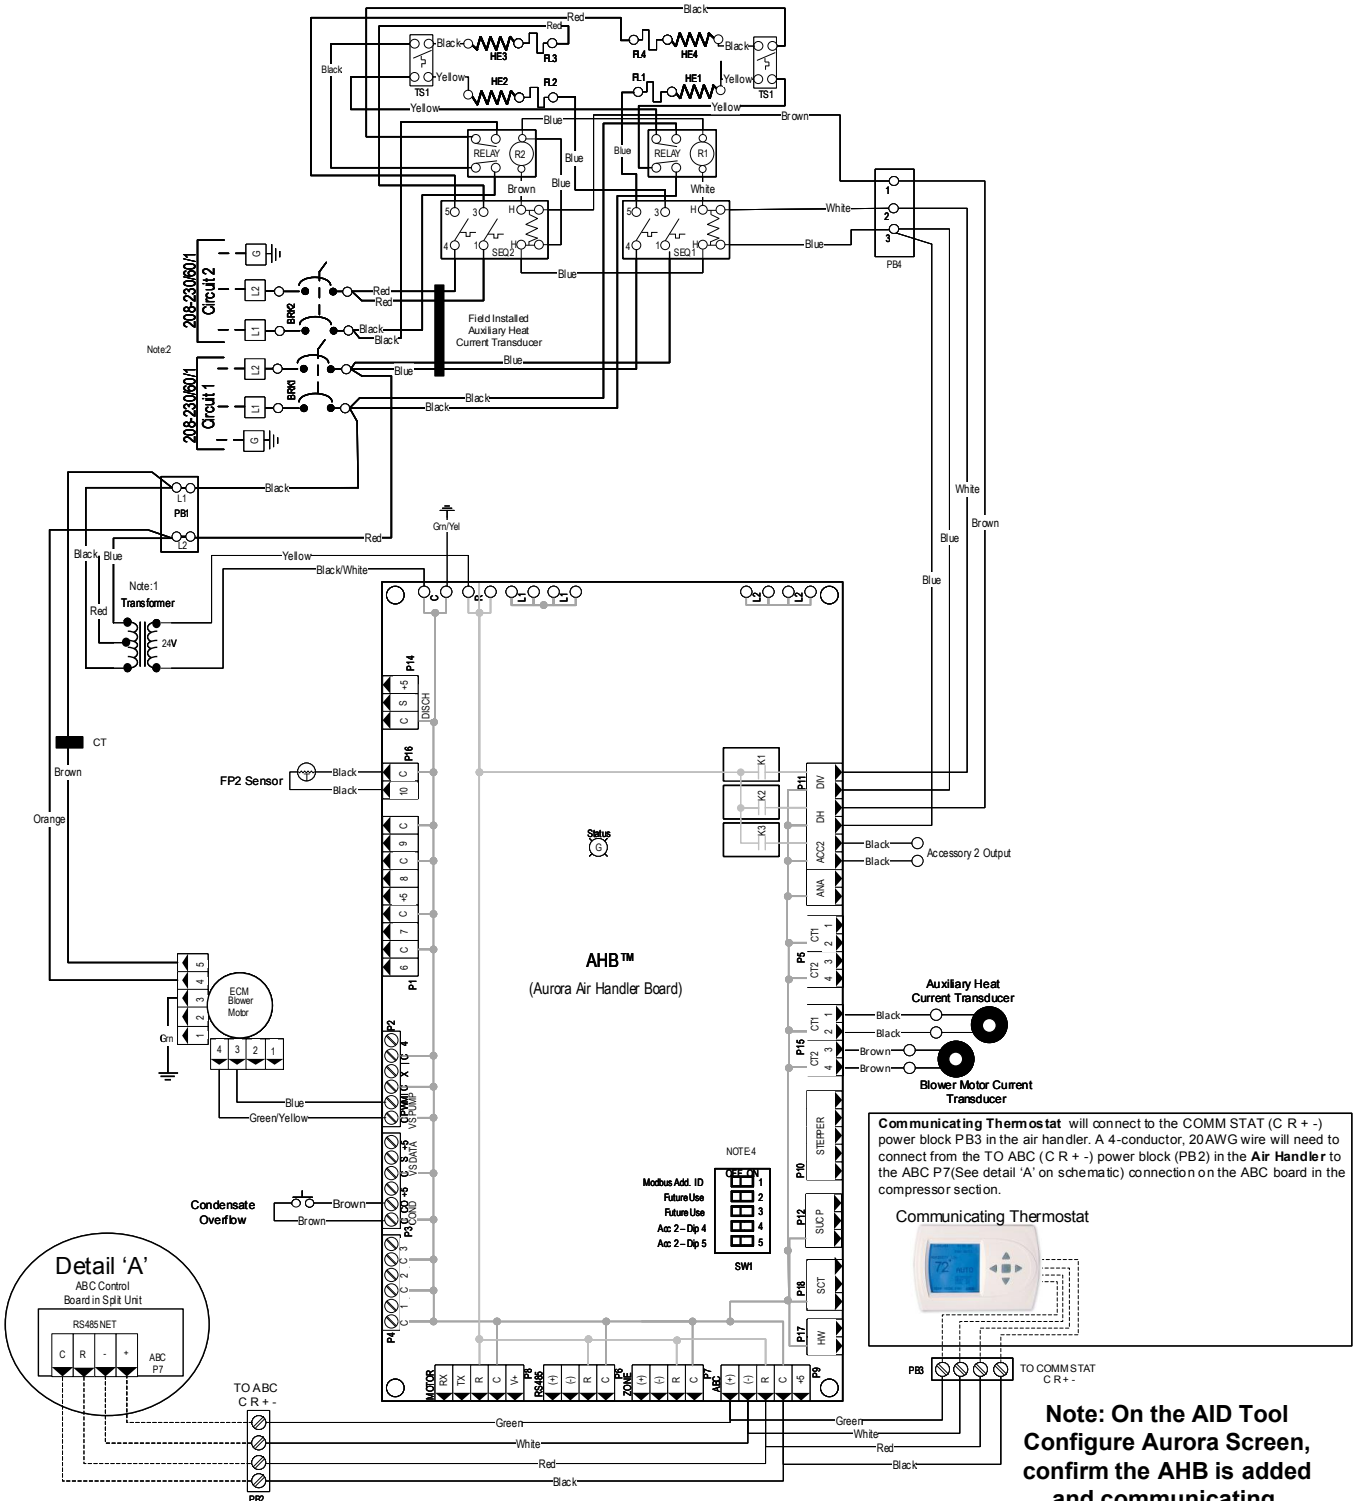 Black
Red
Red
Black HE3 FL3
FL4 HE4 Black
Black
Yellow HE2 FL2
FL1 HE1 Yellow
TS1
TS1
Yellow
Yellow
Brown
Blue
Blue
Blue
RELAY R2
RELAY R1
Blue
Brown
White
5 3 H
4 1 H SEQ2
5 3 H
4 1 H SEQ1
Blue
White
Blue
1
2
3
PB4
208-230/60/1
Circuit 2
G
L2
L1
BRK2
Red
Red
Black
Black
Field Installed
Auxiliary Heat
Current Transducer
Note:2
208-230/60/1
Circuit 1
L2
L1
G
BRK1
Blue
Blue
Black
Black
L1
PB1
L2
Black
Red
Grn/Yel
White
Brown
Blue
Blue
Black
Blue
Yellow
Black/White
Note:1
Transformer
Red
24V
C
R
L1
L1
L2
L2
P14
+5
S
C
DISCH
CT
Brown
Orange
FP2 Sensor
Black
Black
P16
C
10
C
9
C
8
+5
C
7
C
6
P1
Status
G
K1
K2
K3
P11
DIV
DH
ACC2
ANA
Black
Black
Accessory 2 Output
AHB™
(Aurora Air Handler Board)
CT1
CT2
P5
1
2
3
4
CT1
CT2
P15
1
2
3
4
Auxiliary Heat
Current Transducer
Black
Black
Brown
Brown
Blower Motor Current
Transducer
5
4
3
2
1
ECM
Blower
Motor
Grn
4 3 2 1
Blue
Green/Yellow
P2
4
C
X
C
PWM
C
VS PUMP
+5
S
C
VS DATA
+5
CO
C
COND
P3
3
C
2
C
1
C
P4
Condensate
Overflow
Brown
Brown
STEPPER
P10
SUC P
P12
SCT
P18
HW
P17
NOTE:4
OFF ON
Modbus Add. ID 1
Future Use 2
Future Use 3
Acc 2 – Dip 4 4
Acc 2 – Dip 5 5
SW1
Communicating Thermostat will connect to the COMM STAT (C R + -)
power block PB3 in the air handler. A 4-conductor, 20AWG wire will need to
connect from the TO ABC (C R + -) power block (PB2) in the Air Handler to
the ABC P7(See detail ‘A’ on schematic) connection on the ABC board in the
compressor section.
Communicating Thermostat
72°
AUTO
Detail ‘A’
ABC Control
Board in Split Unit
RS485 NET
C R - +
ABC
P7
MOTOR RX TX R C V+ P8
RS485 (+) (-) R C P6
ZONE (+) (-) R C P7
ABC (+) (-) R C +5 P9
PB3
TO COMM STAT
C R + -
TO ABC
C R + -
PB2
Green
White
Red
Black
Green
White
Red
Black
Note: On the AID Tool
Configure Aurora Screen,
confirm the AHB is added
and communicating